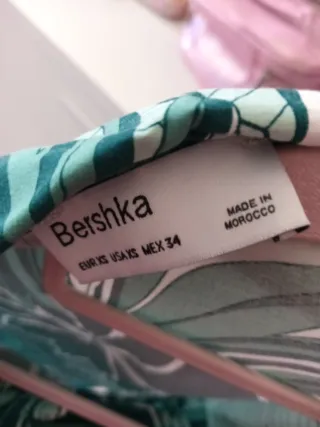 Bershka
EUR XS USA XS MEX 34
MADE IN
MOROCCO